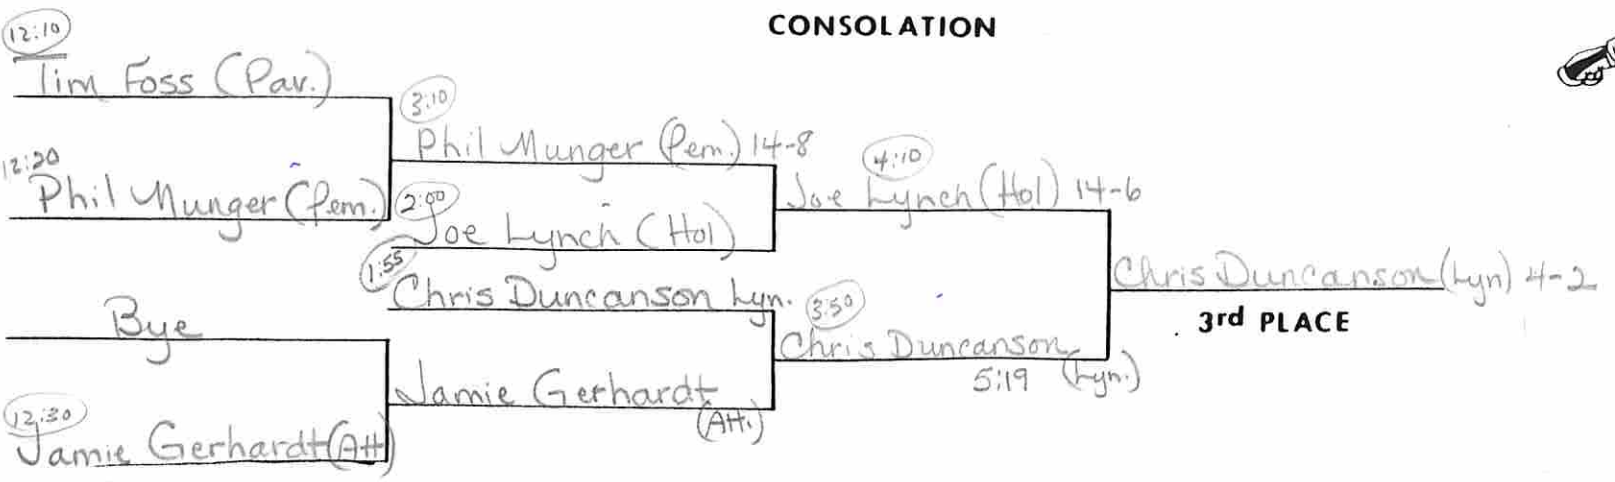 CONSOLATION
12:10
Tim Foss (Pav.)
12:20
Phil Munger (Pem.)
Bye
12:30
Jamie Gerhardt (Att)
3:10
Phil Munger (Pem.) 14-8
2:00
Joe Lynch (Hol)
1:55
Chris Duncanson Lyn.
Jamie Gerhardt
(Att.)
4:10
Joe Lynch (Hol) 14-6
3:50
Chris Duncanson
5:19 (Lyn.)
Chris Duncanson (Lyn) 4-2
3rd PLACE